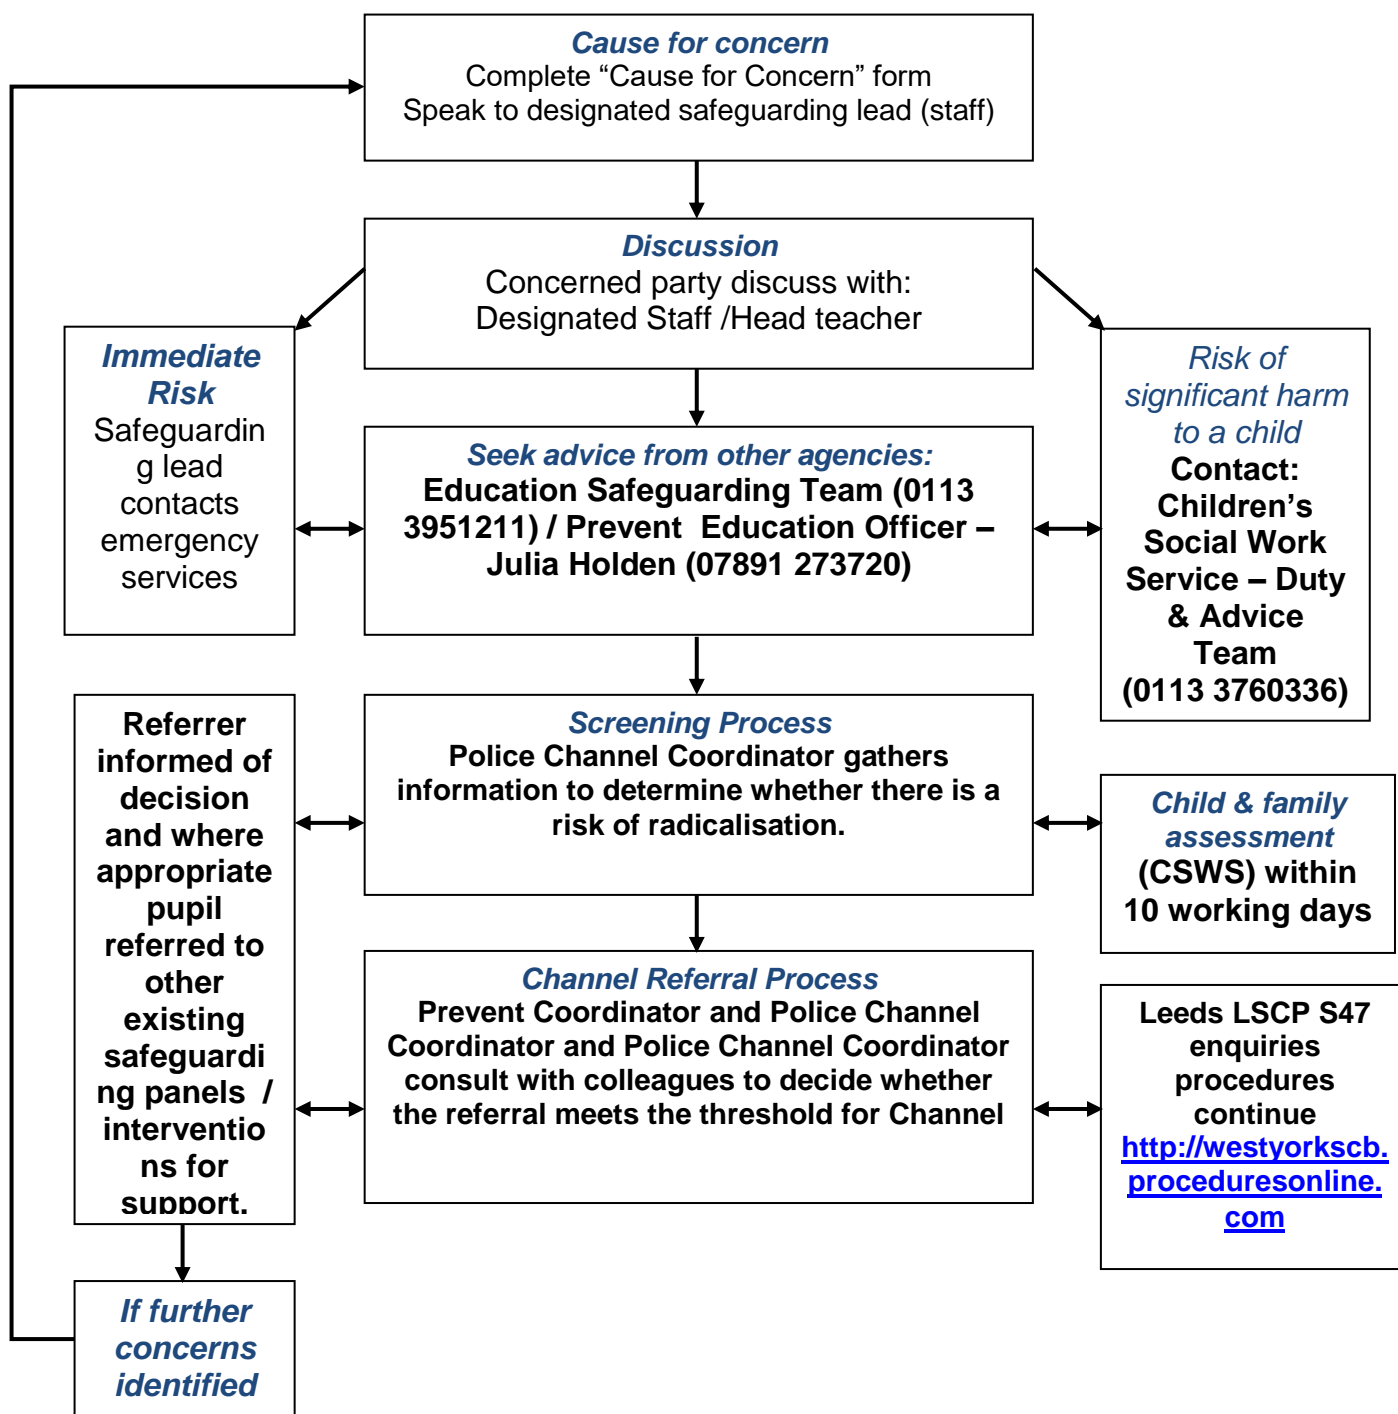 Cause for concern
Complete “Cause for Concern” form
Speak to designated safeguarding lead (staff)
Discussion
Concerned party discuss with:
Designated Staff /Head teacher
Immediate
Risk
Safeguardin
g lead
contacts
emergency
services
Seek advice from other agencies:
Education Safeguarding Team (0113
3951211) / Prevent  Education Officer –
Julia Holden (07891 273720)
Risk of
significant harm
to a child
Contact:
Children’s
Social Work
Service – Duty
& Advice
Team
(0113 3760336)
Referrer
informed of
decision
and where
appropriate
pupil
referred to
other
existing
safeguardi
ng panels  /
interventio
ns for
support.
Screening Process
Police Channel Coordinator gathers
information to determine whether there is a
risk of radicalisation.
Child & family
assessment
(CSWS) within
10 working days
Channel Referral Process
Prevent Coordinator and Police Channel
Coordinator and Police Channel Coordinator
consult with colleagues to decide whether
the referral meets the threshold for Channel
Leeds LSCP S47
enquiries
procedures
continue
http://westyorkscb.
proceduresonline.
com
If further
concerns
identified